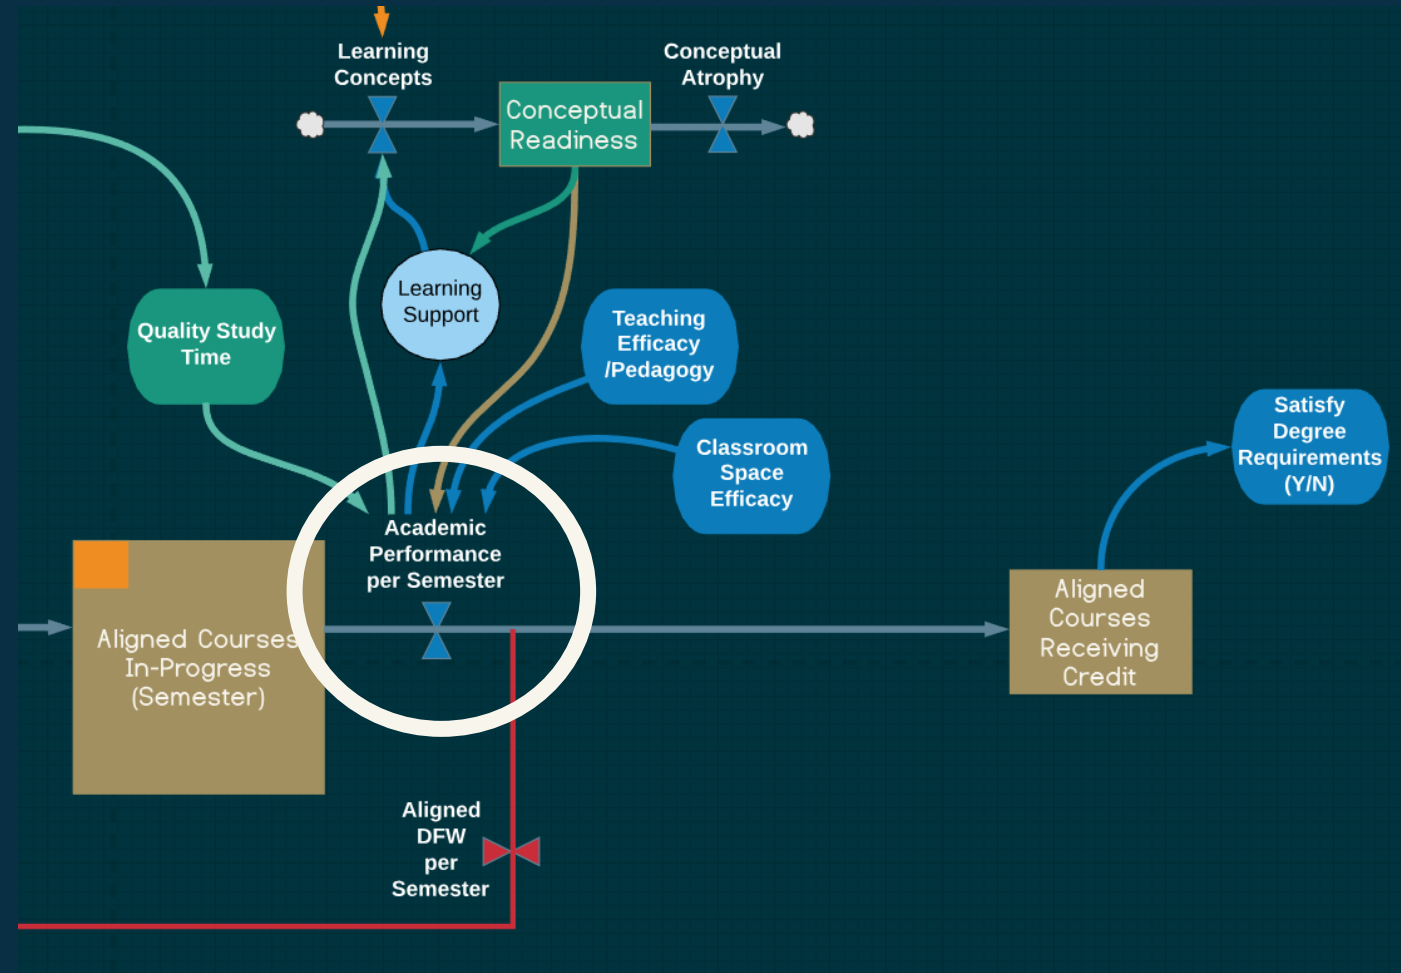 Learning
Concepts
Conceptual
Atrophy
Conceptual
Readiness
Learning
Support
Quality Study
Time
Teaching
Efficacy
/Pedagogy
Classroom
Space
Efficacy
Satisfy
Degree
Requirements
(Y/N)
Academic
Performance
per Semester
Aligned Courses
In-Progress
(Semester)
Aligned
Courses
Receiving
Credit
Aligned
DFW
per
Semester